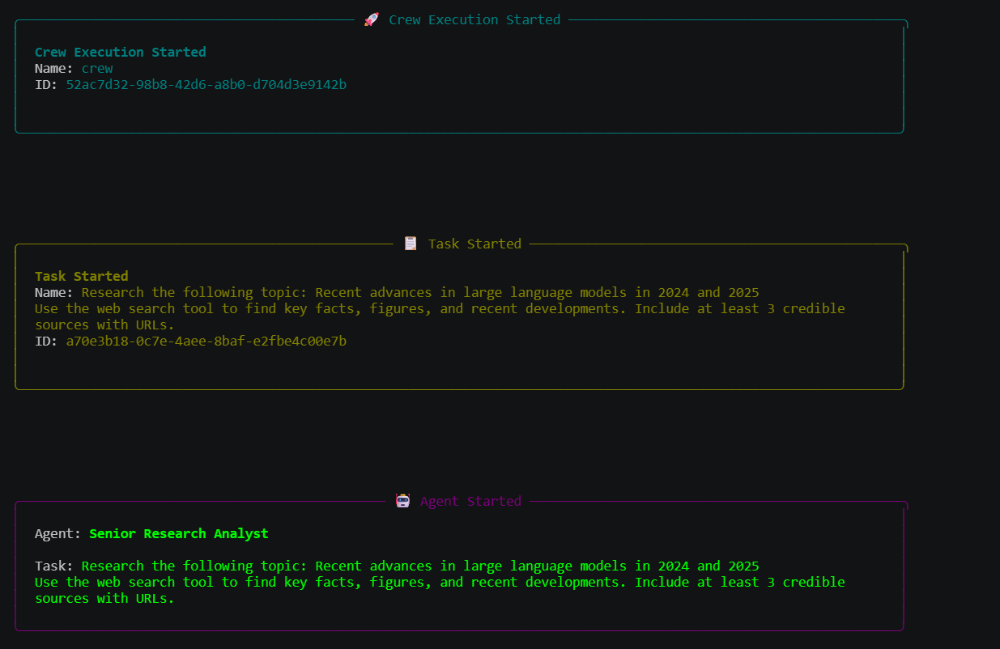 🚀 Crew Execution Started
Crew Execution Started
Name: crew
ID: 52ac7d32-98b8-42d6-a8b0-d704d3e9142b
📋 Task Started
Task Started
Name: Research the following topic: Recent advances in large language models in 2024 and 2025
Use the web search tool to find key facts, figures, and recent developments. Include at least 3 credible
sources with URLs.
ID: a70e3b18-0c7e-4aee-8baf-e2fbe4c00e7b
🤖 Agent Started
Agent: Senior Research Analyst
Task: Research the following topic: Recent advances in large language models in 2024 and 2025
Use the web search tool to find key facts, figures, and recent developments. Include at least 3 credible
sources with URLs.